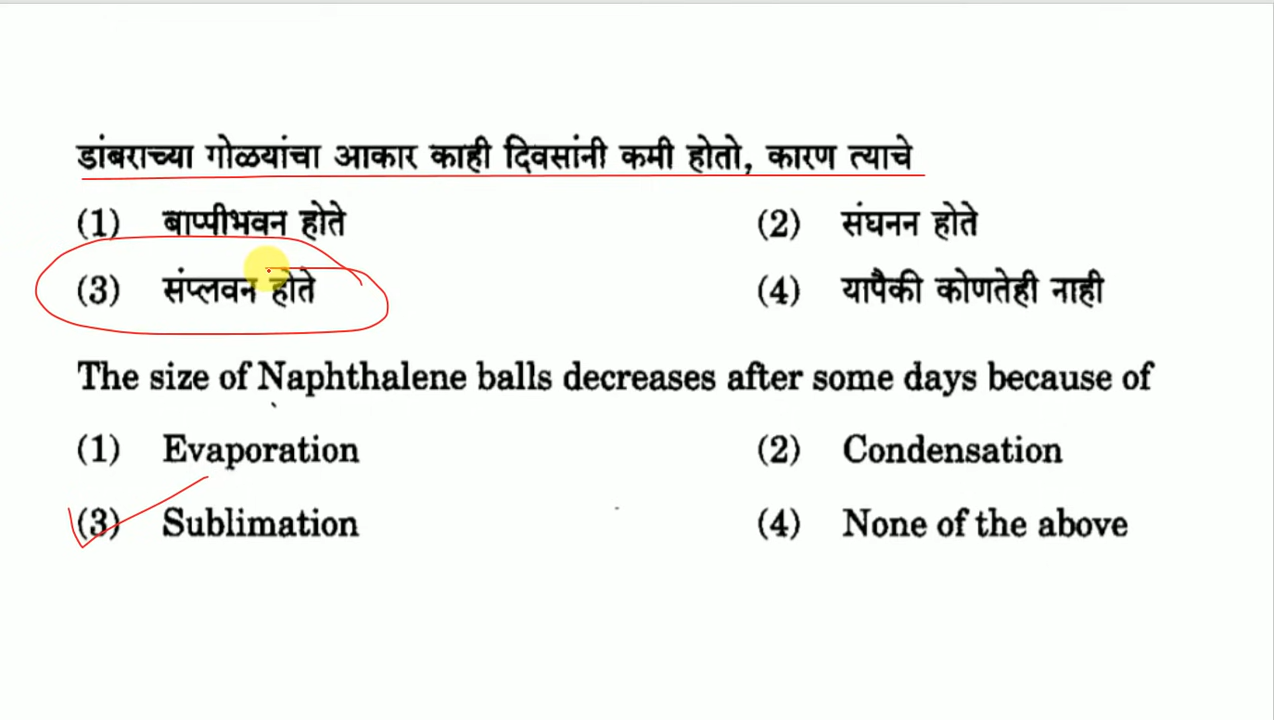 डांबराच्या गोळयांचा आकार काही दिवसांनी कमी होतो, कारण त्याचे
(1) बाप्पीभवन होते (2) संघनन होते
(3) संप्लवन होते (4) यापैकी कोणतेही नाही
The size of Naphthalene balls decreases after some days because of
(1) Evaporation (2) Condensation
(3) Sublimation (4) None of the above